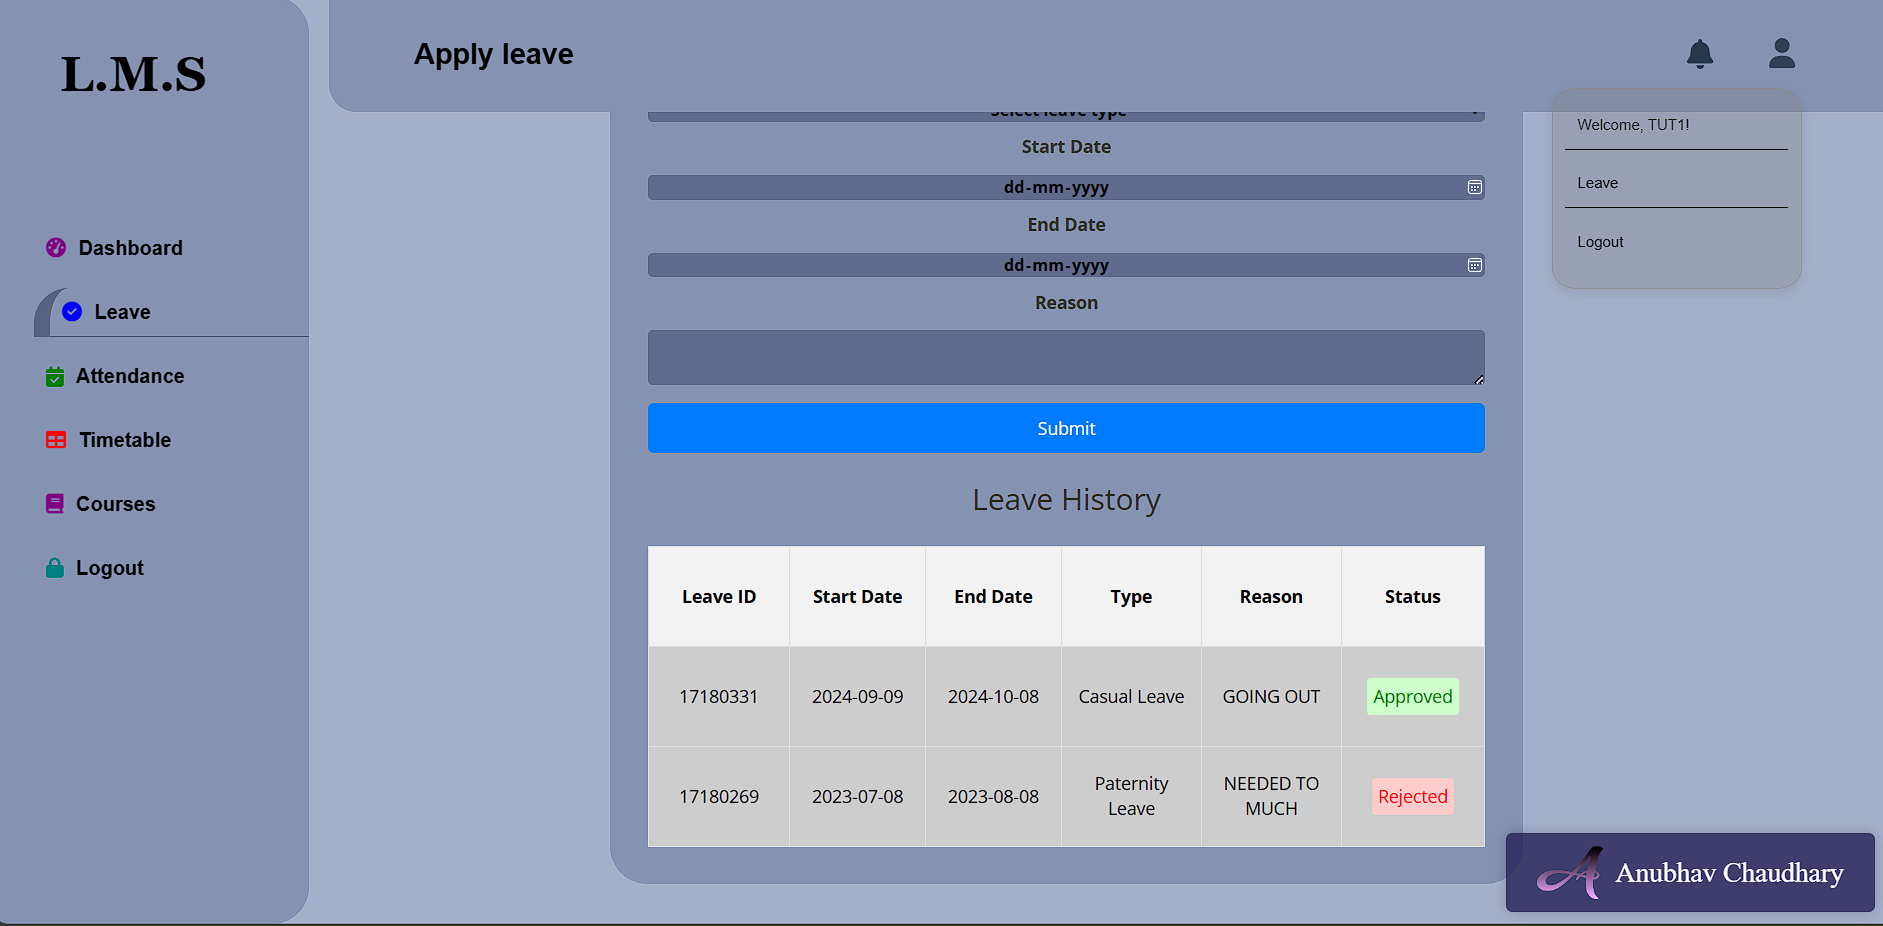 L.M.S
Apply leave
Dashboard
Leave
Attendance
Timetable
Courses
Logout
Welcome, TUT1!
Leave
Logout
Select leave type
Start Date
dd-mm-yyyy
End Date
dd-mm-yyyy
Reason
Submit
Leave History
Leave ID Start Date End Date Type Reason Status
17180331 2024-09-09 2024-10-08 Casual Leave GOING OUT Approved
17180269 2023-07-08 2023-08-08 Paternity Leave NEEDED TO MUCH Rejected
Anubhav Chaudhary